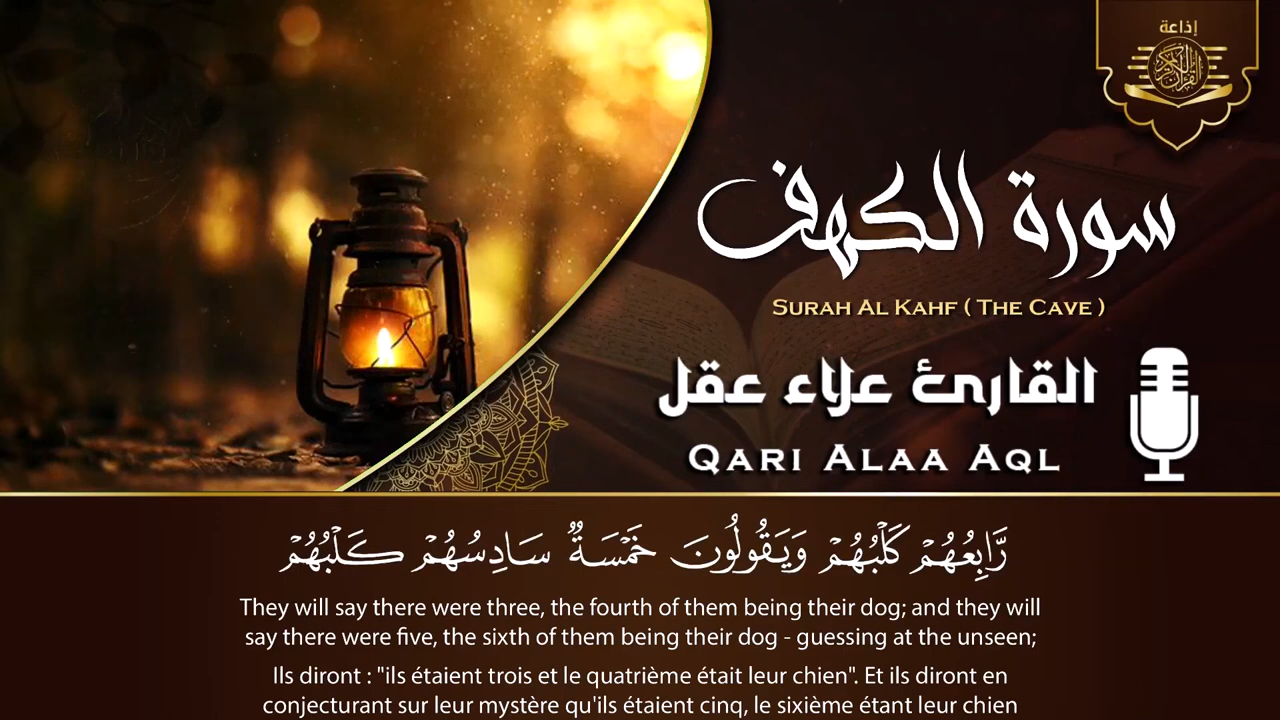 إذاعة
القرآن الكريم
سورة الكهف
SURAH AL KAHF ( THE CAVE )
القارئ علاء عقل
QARI ALAA AQL
رَّابِعُهُمْ كَلْبُهُمْ وَيَقُولُونَ خَمْسَةٌ سَادِسُهُمْ كَلْبُهُمْ
They will say there were three, the fourth of them being their dog; and they will
say there were five, the sixth of them being their dog - guessing at the unseen;
Ils diront : "ils étaient trois et le quatrième était leur chien". Et ils diront en
conjecturant sur leur mystère qu'ils étaient cinq, le sixième étant leur chien